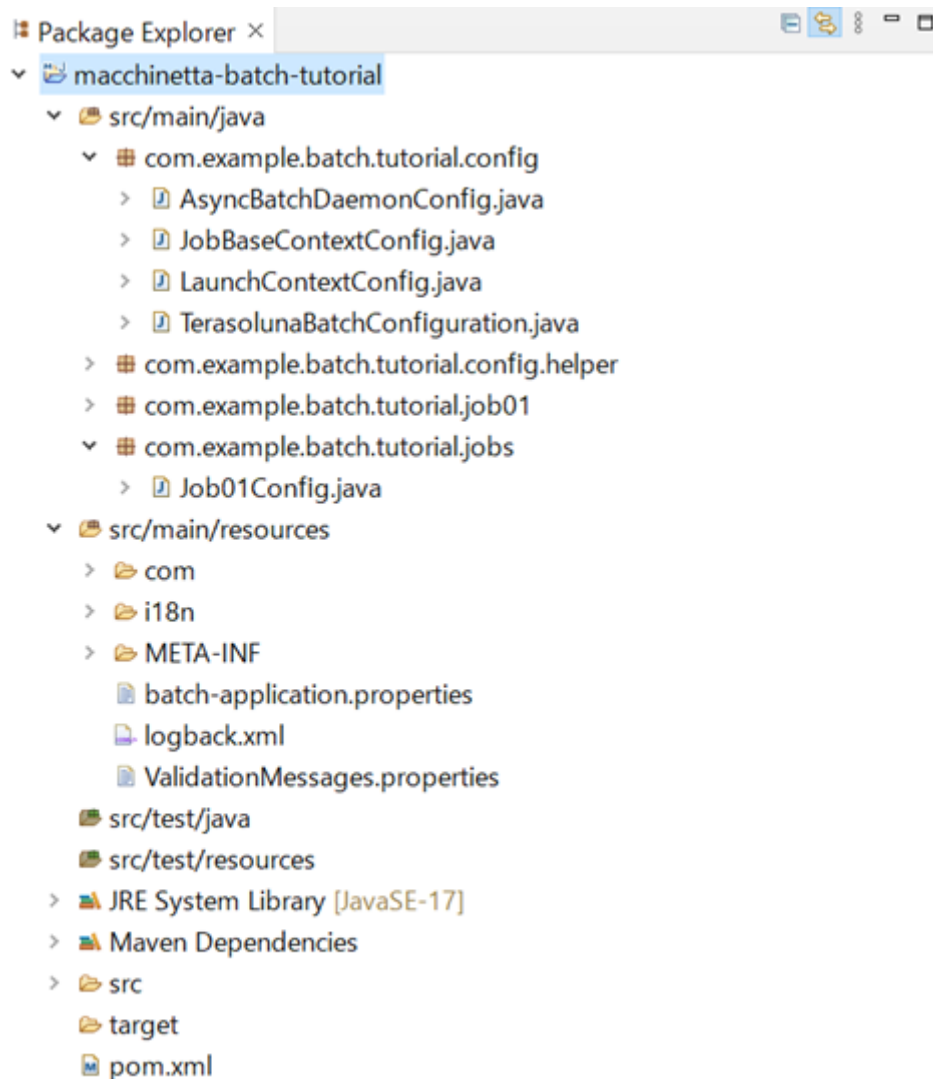 Package Explorer ×
macchinetta-batch-tutorial
src/main/java
com.example.batch.tutorial.config
AsyncBatchDaemonConfig.java
JobBaseContextConfig.java
LaunchContextConfig.java
TerasolunaBatchConfiguration.java
com.example.batch.tutorial.config.helper
com.example.batch.tutorial.job01
com.example.batch.tutorial.jobs
Job01Config.java
src/main/resources
com
i18n
META-INF
batch-application.properties
logback.xml
ValidationMessages.properties
src/test/java
src/test/resources
JRE System Library [JavaSE-17]
Maven Dependencies
src
target
pom.xml